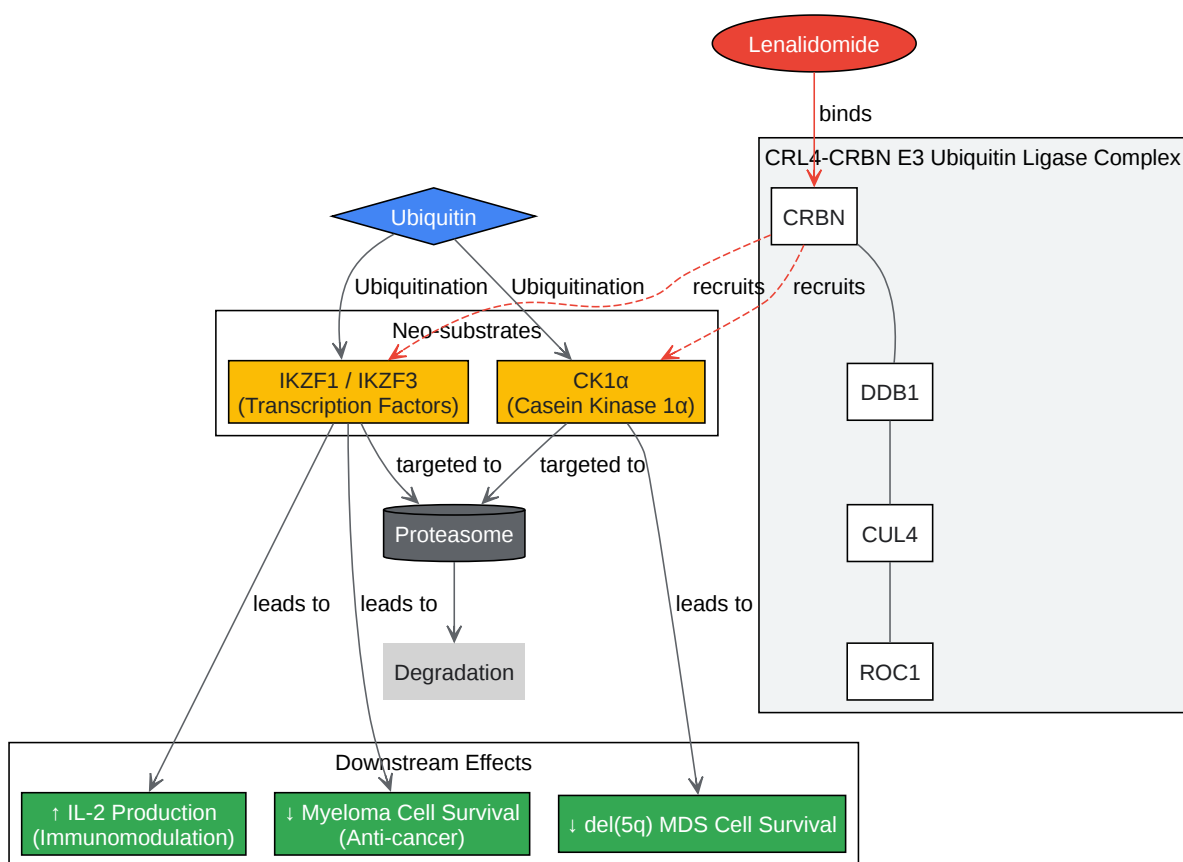 Lenalidomide
binds
CRL4-CRBN E3 Ubiquitin Ligase Complex
CRBN
Ubiquitin
Ubiquitination
Ubiquitination
recruits
recruits
Neo-substrates
IKZF1 / IKZF3
(Transcription Factors)
CK1α
(Casein Kinase 1α)
DDB1
targeted to
targeted to
Proteasome
CUL4
leads to
leads to
leads to
Degradation
ROC1
Downstream Effects
↑ IL-2 Production
(Immunomodulation)
↓ Myeloma Cell Survival
(Anti-cancer)
↓ del(5q) MDS Cell Survival